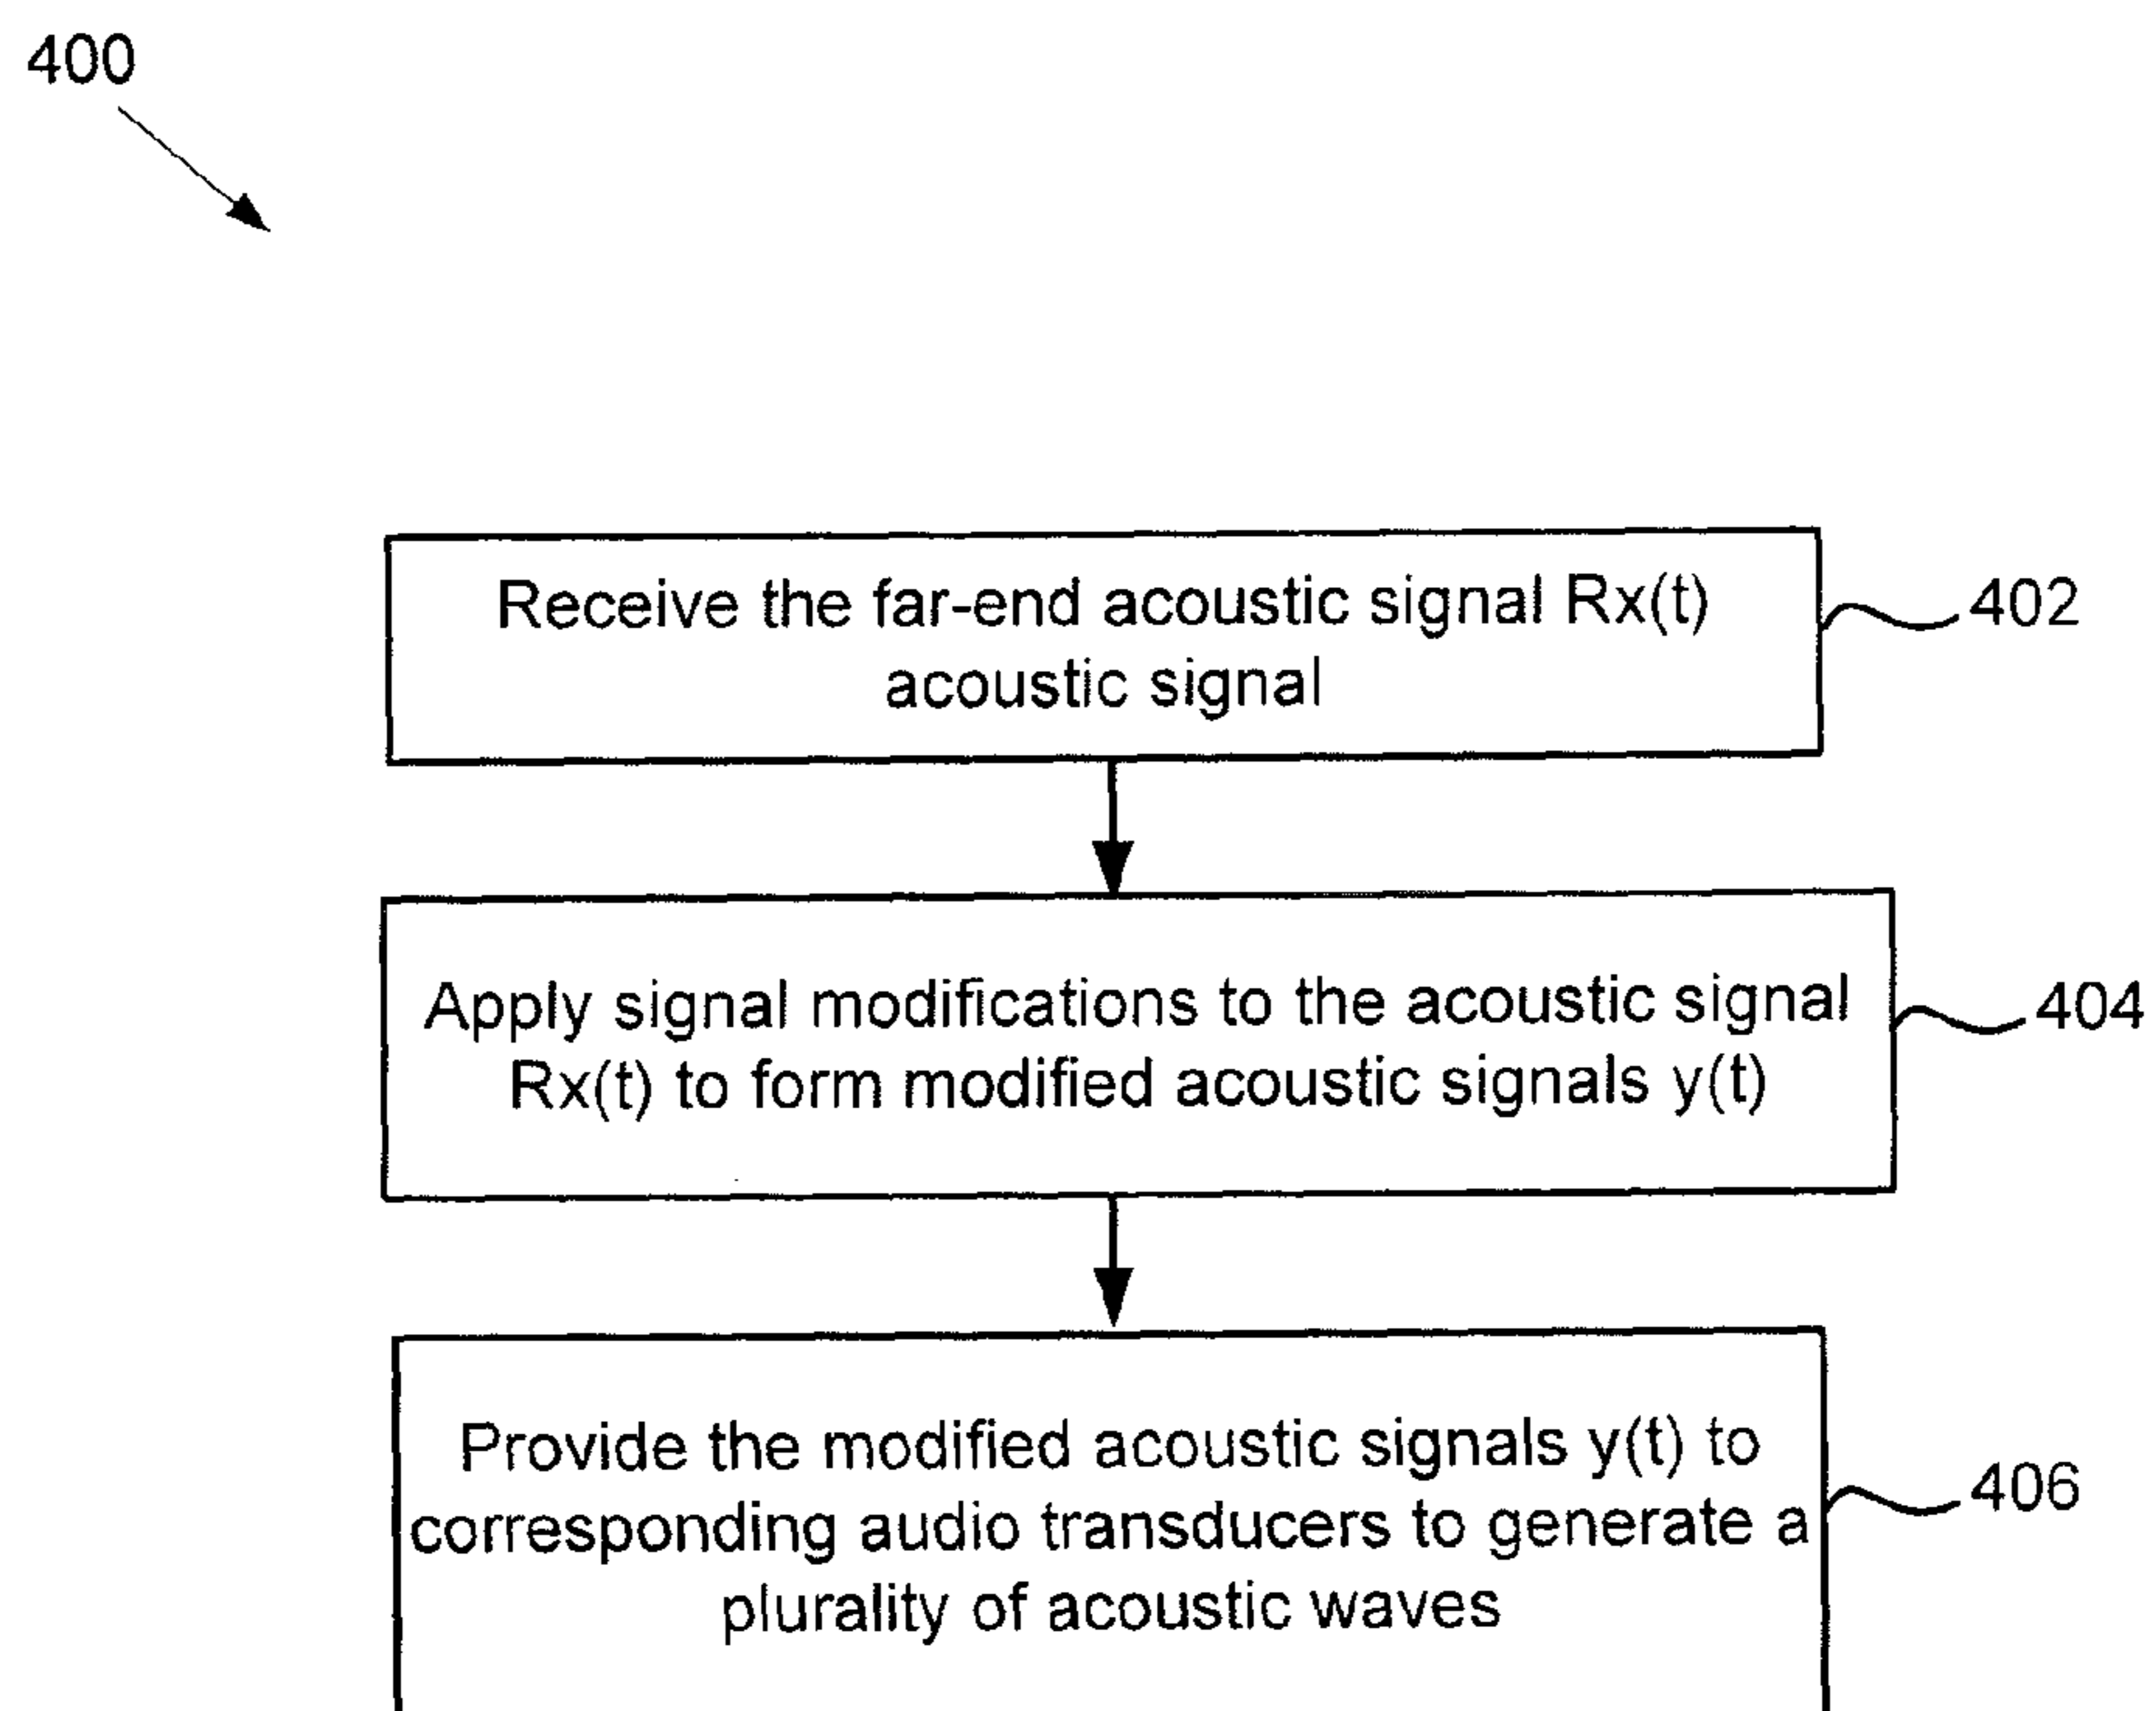 400
Receive the far-end acoustic signal Rx(t)
acoustic signal
402
Apply signal modifications to the acoustic signal
Rx(t) to form modified acoustic signals y(t)
404
Provide the modified acoustic signals y(t) to
corresponding audio transducers to generate a
plurality of acoustic waves
406